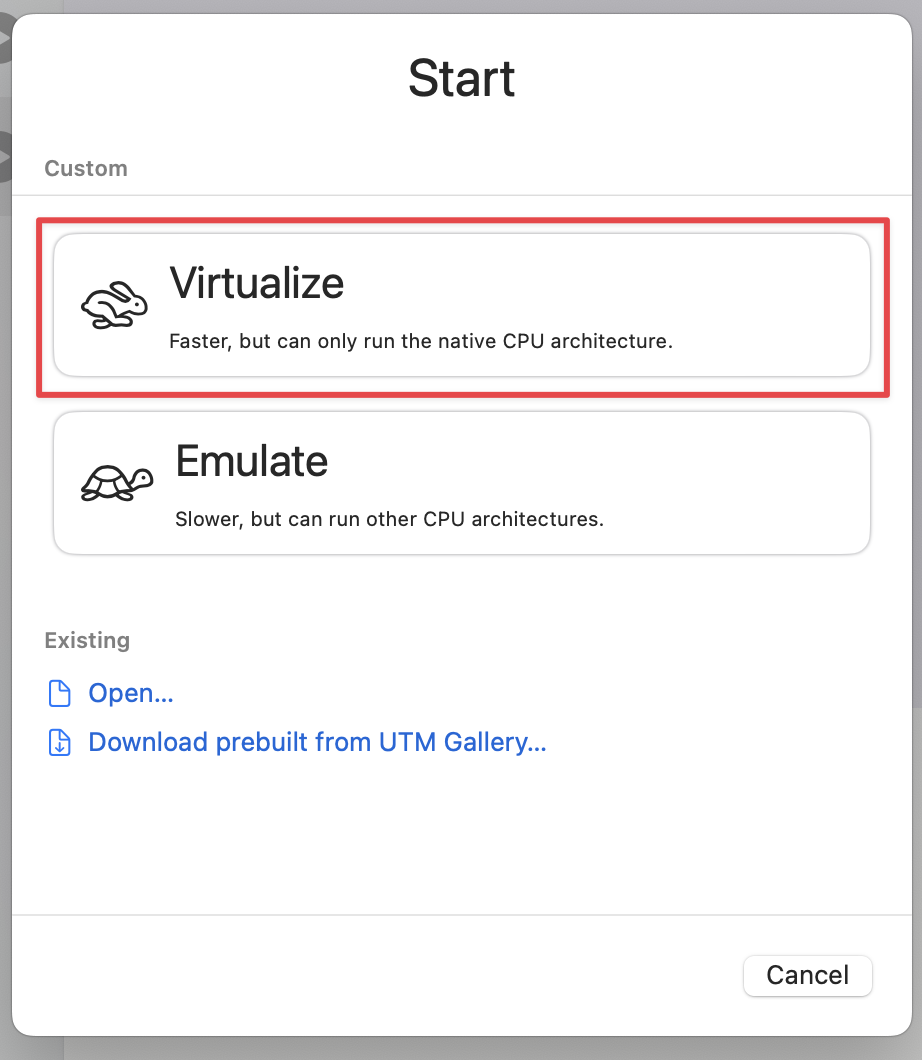 Start
Custom
Virtualize
Faster, but can only run the native CPU architecture.
Emulate
Slower, but can run other CPU architectures.
Existing
Open...
Download prebuilt from UTM Gallery...
Cancel